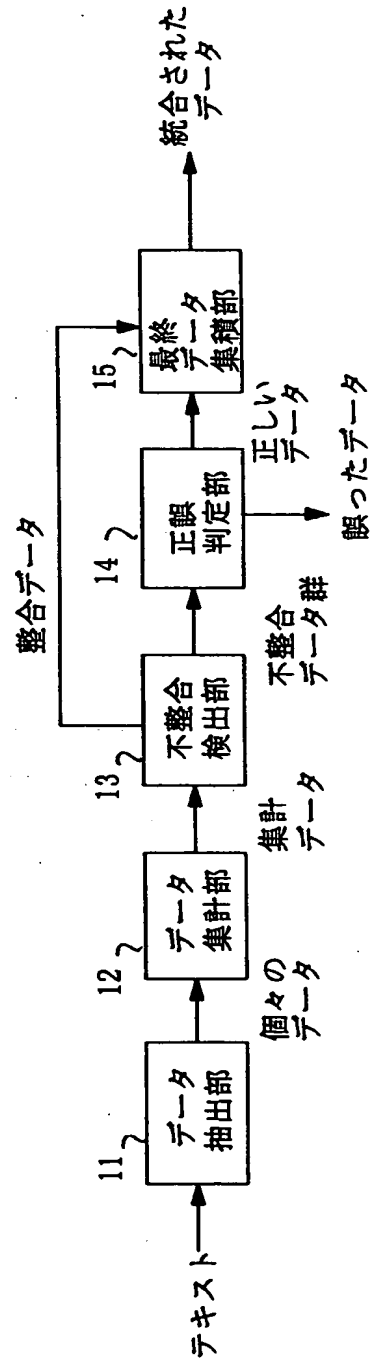 テキスト
11
データ
抽出部
個々の
データ
12
データ
集計部
集計
データ
13
不整合
検出部
整合データ
不整合
データ群
14
正誤
判定部
正しい
データ
誤ったデータ
15
最終
データ
集積部
統合された
データ